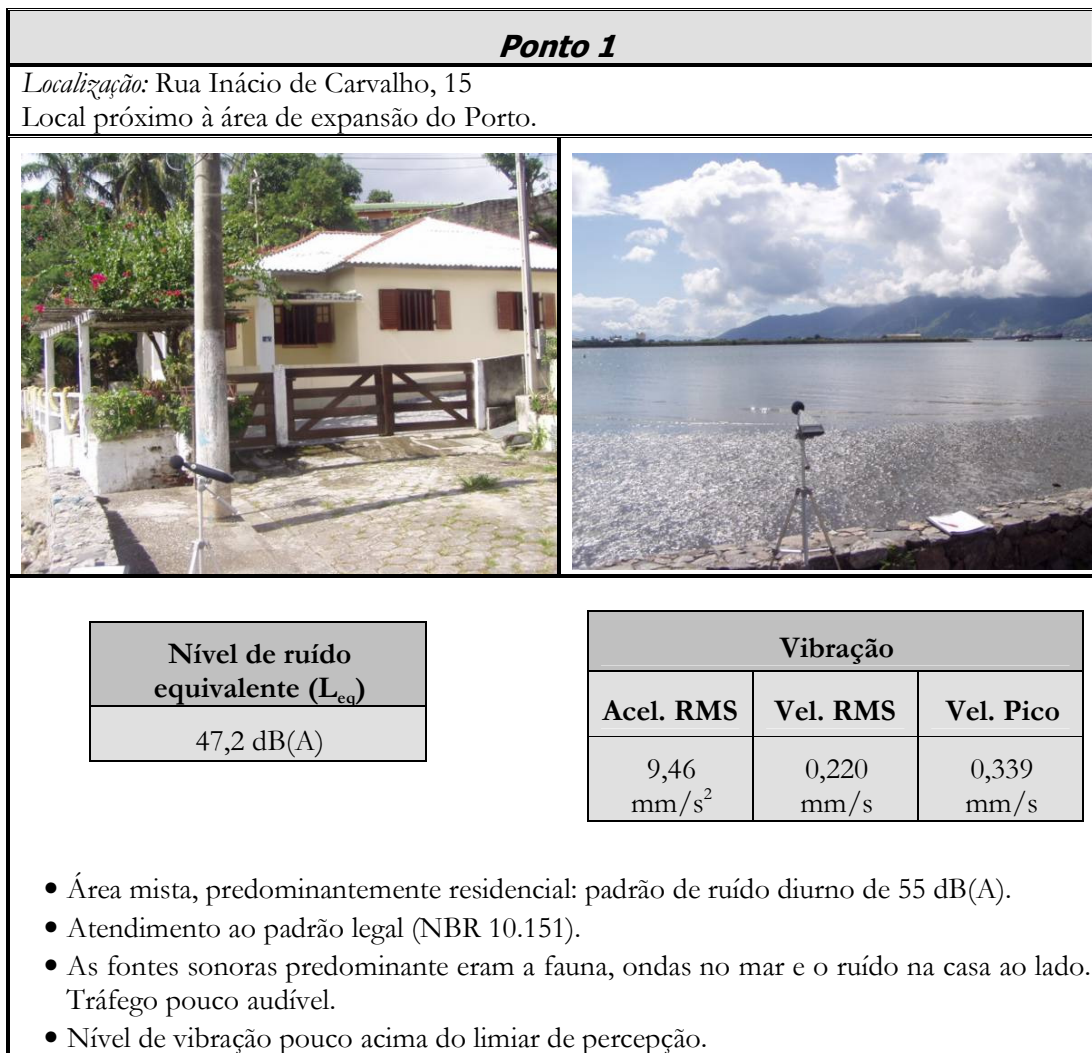 Ponto 1
Localização: Rua Inácio de Carvalho, 15
Local próximo à área de expansão do Porto.
Nível de ruído
equivalente (Leq)
47,2 dB(A)
Vibração
Acel. RMS Vel. RMS Vel. Pico
9,46 0,220 0,339
mm/s² mm/s mm/s
• Área mista, predominantemente residencial: padrão de ruído diurno de 55 dB(A).
• Atendimento ao padrão legal (NBR 10.151).
• As fontes sonoras predominante eram a fauna, ondas no mar e o ruído na casa ao lado.
Tráfego pouco audível.
• Nível de vibração pouco acima do limiar de percepção.